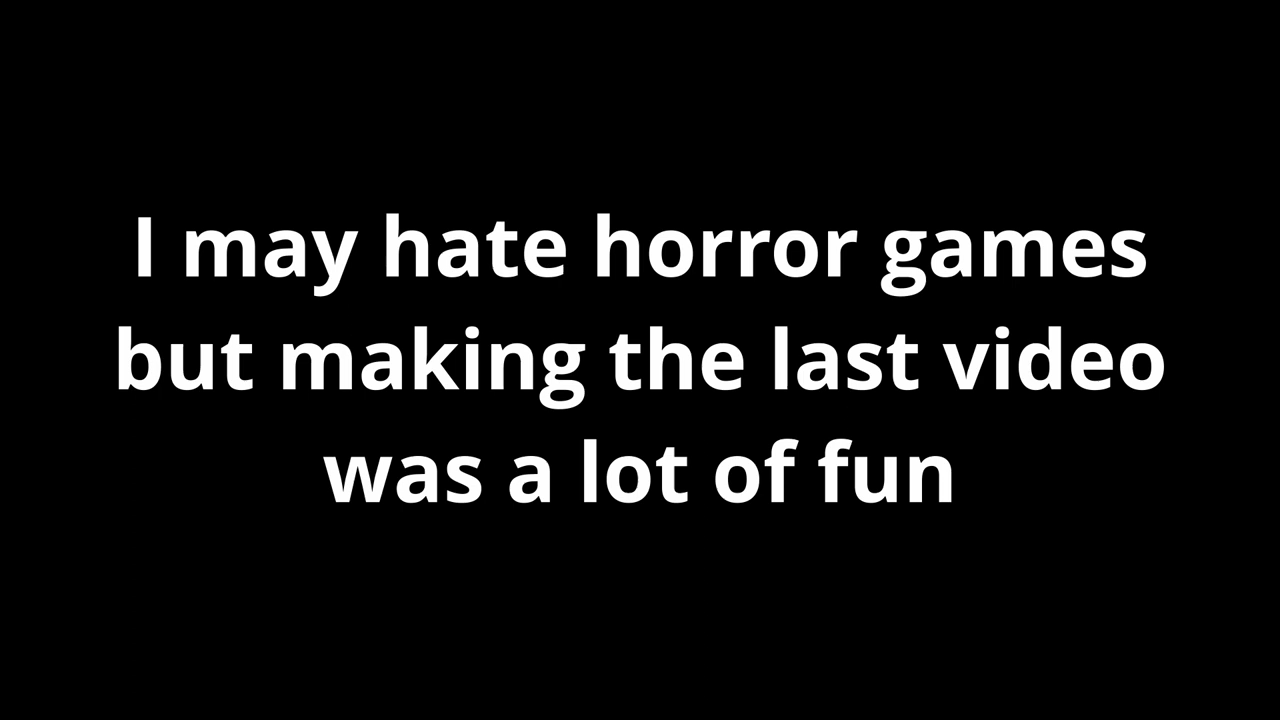 I may hate horror games
but making the last video
was a lot of fun